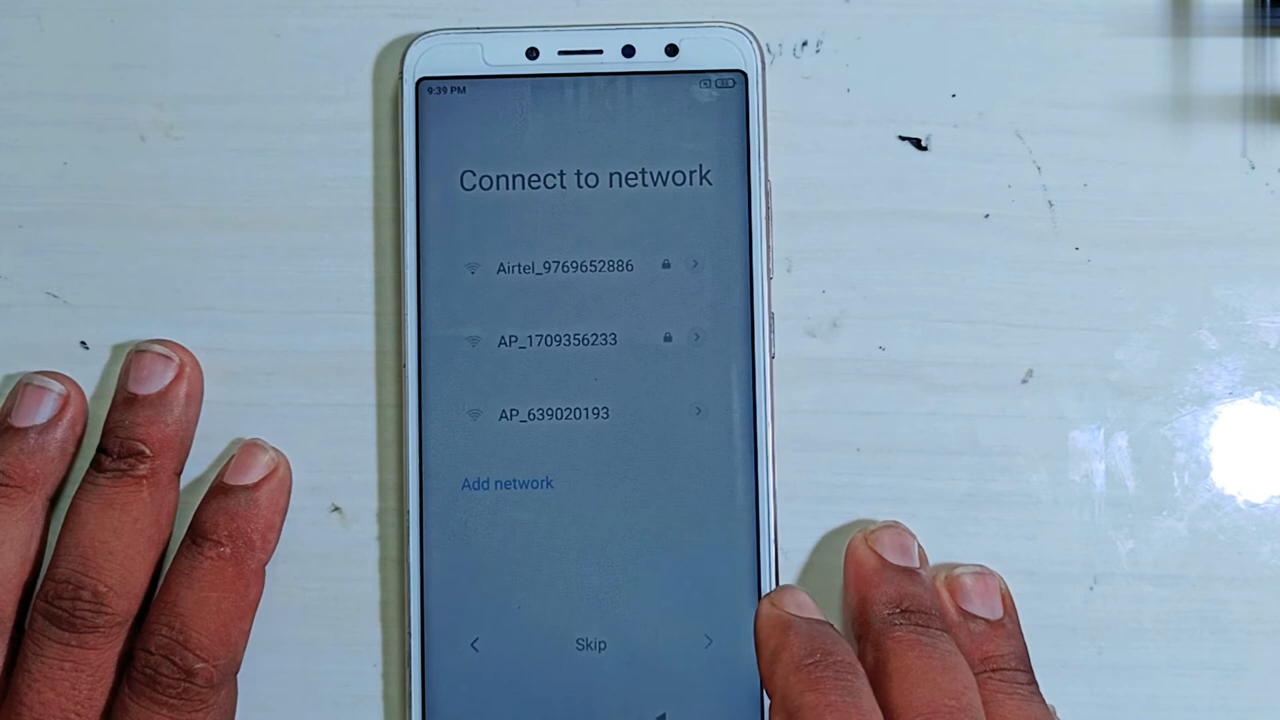 9:39 PM
Connect to network
Airtel_9769652886
AP_1709356233
AP_639020193
Add network
Skip